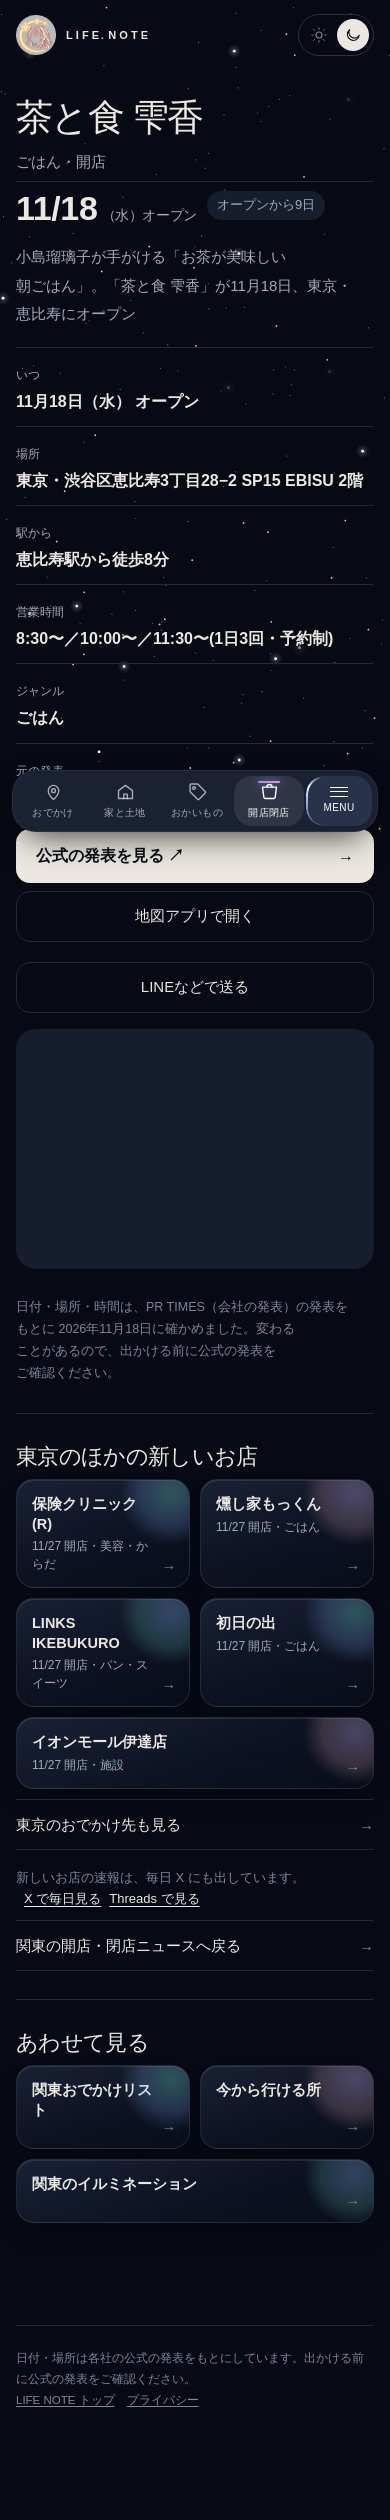 LIFE.NOTE
茶と食 雫香
ごはん・開店
11/18 （水）オープン オープンから9日
小島瑠璃子が手がける「お茶が美味しい
朝ごはん」。「茶と食 雫香」が11月18日、東京・
恵比寿にオープン
いつ
11月18日（水） オープン
場所
東京・渋谷区恵比寿3丁目28−2 SP15 EBISU 2階
駅から
恵比寿駅から徒歩8分
営業時間
8:30〜／10:00〜／11:30〜(1日3回・予約制)
ジャンル
ごはん
元の発表
おでかけ 家と土地 おかいもの 開店閉店 MENU
公式の発表を見る ↗ →
地図アプリで開く
LINEなどで送る
日付・場所・時間は、PR TIMES（会社の発表）の発表を
もとに 2026年11月18日に確かめました。変わる
ことがあるので、出かける前に公式の発表を
ご確認ください。
東京のほかの新しいお店
保険クリニック
(R)
11/27 開店・美容・か
らだ →
燻し家もっくん
11/27 開店・ごはん
→
LINKS
IKEBUKURO
11/27 開店・パン・ス
イーツ →
初日の出
11/27 開店・ごはん
→
イオンモール伊達店
11/27 開店・施設 →
東京のおでかけ先も見る →
新しいお店の速報は、毎日 X にも出しています。
X で毎日見る Threads で見る
関東の開店・閉店ニュースへ戻る →
あわせて見る
関東おでかけリス
ト →
今から行ける所
→
関東のイルミネーション
→
日付・場所は各社の公式の発表をもとにしています。出かける前
に公式の発表をご確認ください。
LIFE NOTE トップ プライバシー